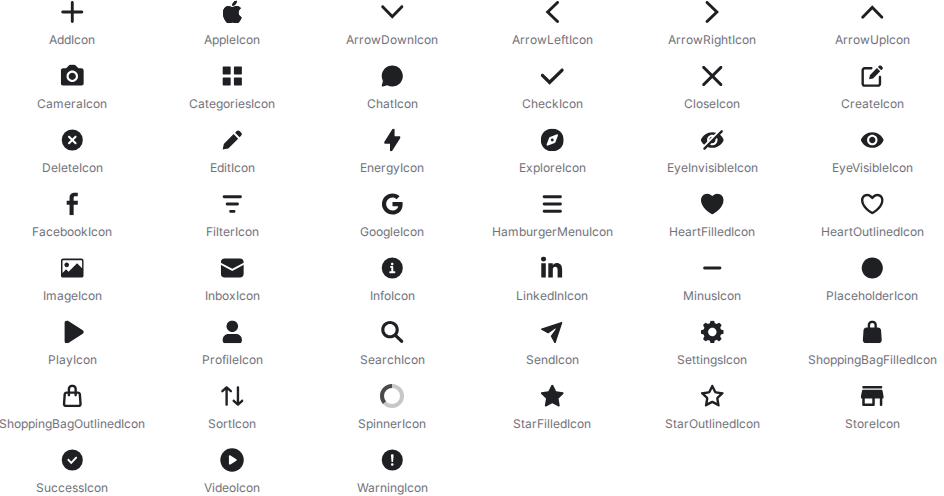 AddIcon AppleIcon ArrowDownIcon ArrowLeftIcon ArrowRightIcon ArrowUpIcon
CameraIcon CategoriesIcon ChatIcon CheckIcon CloseIcon CreateIcon
DeleteIcon EditIcon EnergyIcon ExploreIcon EyeInvisibleIcon EyeVisibleIcon
FacebookIcon FilterIcon GoogleIcon HamburgerMenuIcon HeartFilledIcon HeartOutlinedIcon
ImageIcon InboxIcon InfoIcon LinkedInIcon MinusIcon PlaceholderIcon
PlayIcon ProfileIcon SearchIcon SendIcon SettingsIcon ShoppingBagFilledIcon
ShoppingBagOutlinedIcon SortIcon SpinnerIcon StarFilledIcon StarOutlinedIcon StoreIcon
SuccessIcon VideoIcon WarningIcon